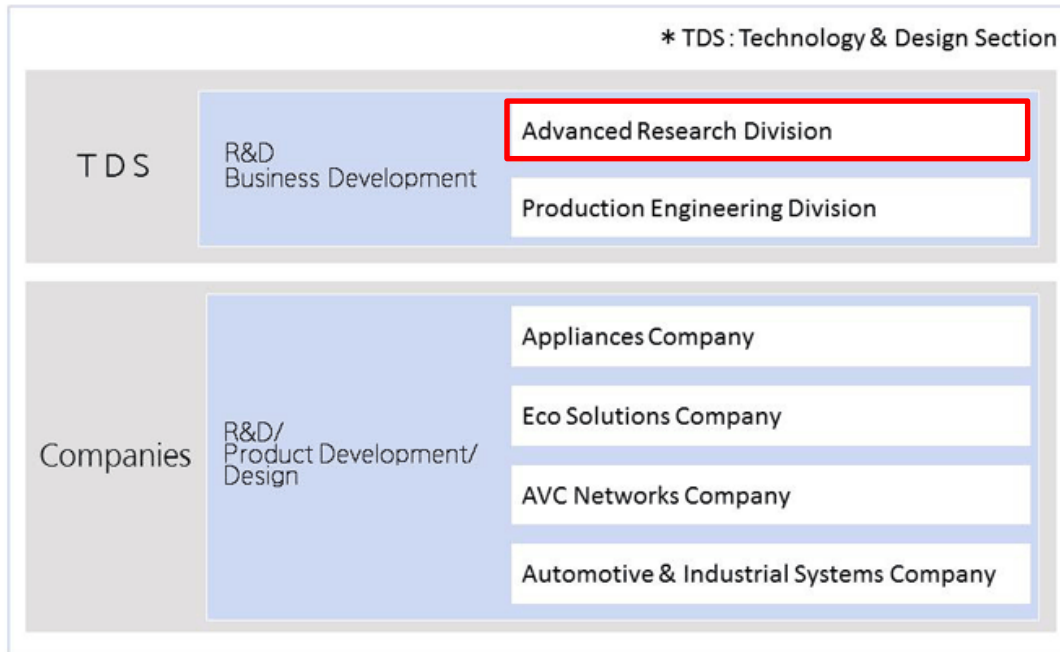 * TDS : Technology & Design Section
TDS
R&D
Business Development
Advanced Research Division
Production Engineering Division
Companies
R&D/
Product Development/
Design
Appliances Company
Eco Solutions Company
AVC Networks Company
Automotive & Industrial Systems Company